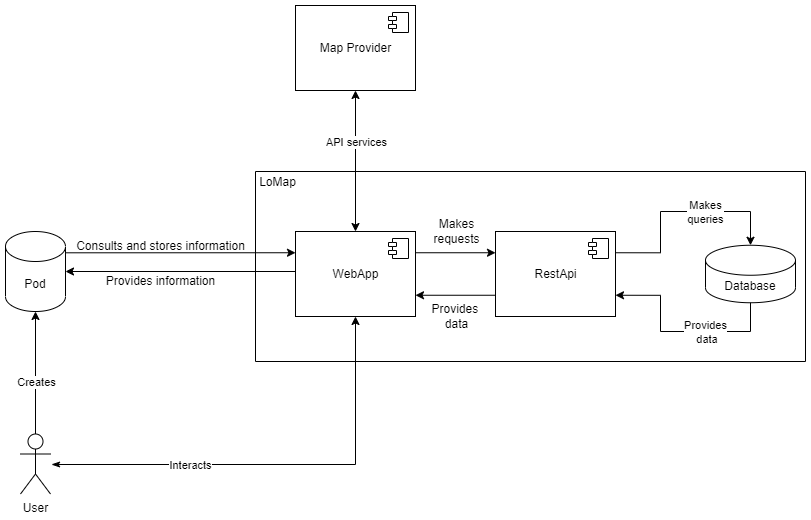 Map Provider
API services
LoMap
Makes
requests
Makes
queries
Consults and stores information
Pod
Provides information
WebApp
RestApi
Database
Provides
data
Provides
data
Creates
Interacts
User